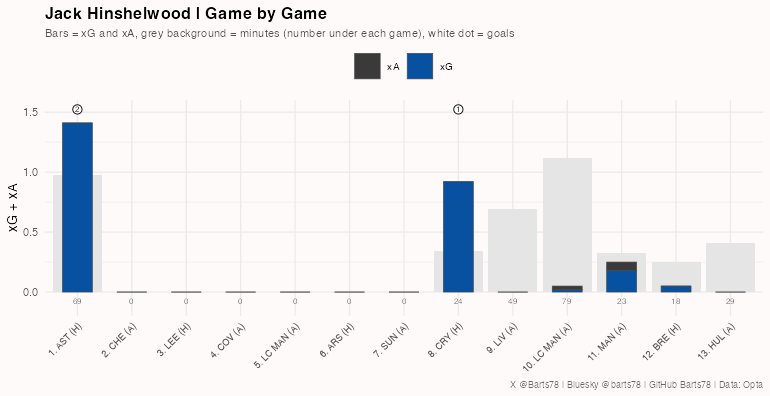 Jack Hinshelwood | Game by Game
Bars = xG and xA, grey background = minutes (number under each game), white dot = goals
xA xG
xG + xA
1.5
1.0
0.5
0.0
2 1
69 0 0 0 0 0 0 24 49 79 23 18 29
1. AST (H)
2. CHE (A)
3. LEE (H)
4. COV (A)
5. LC MAN (A)
6. ARS (H)
7. SUN (A)
8. CRY (H)
9. LIV (A)
10. LC MAN (A)
11. MAN (A)
12. BRE (H)
13. HUL (A)
X @Barts78 | Bluesky @barts78 | GitHub Barts78 | Data: Opta